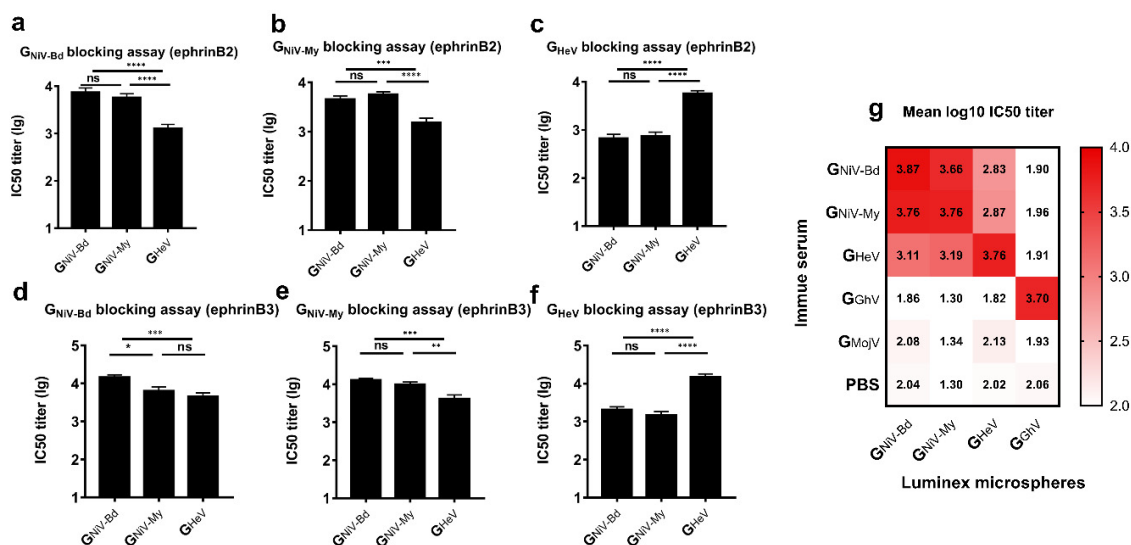 a
G_NiV-Bd blocking assay (ephrinB2)
****
ns
****
4
3
2
1
IC50 titer (lg)
GNiV-Bd
GNiV-My
GHeV
b
GNiV-My blocking assay (ephrinB2)
***
ns
****
4
3
2
1
IC50 titer (lg)
GNiV-Bd
GNiV-My
GHeV
c
GHeV blocking assay (ephrinB2)
****
ns
****
4
3
2
1
IC50 titer (lg)
GNiV-Bd
GNiV-My
GHeV
d
GNiV-Bd blocking assay (ephrinB3)
***
*
ns
5
4
3
2
1
IC50 titer (lg)
GNiV-Bd
GNiV-My
GHeV
e
GNiV-My blocking assay (ephrinB3)
***
ns
**
5
4
3
2
1
IC50 titer (lg)
GNiV-Bd
GNiV-My
GHeV
f
GHeV blocking assay (ephrinB3)
****
ns
****
5
4
3
2
1
IC50 titer (lg)
GNiV-Bd
GNiV-My
GHeV
g
Mean log10 IC50 titer
Immue serum
GNiV-Bd 3.87 3.66 2.83 1.90
GNiV-My 3.76 3.76 2.87 1.96
GHeV 3.11 3.19 3.76 1.91
GGhV 1.86 1.30 1.82 3.70
GMojV 2.08 1.34 2.13 1.93
PBS 2.04 1.30 2.02 2.06
GNiV-Bd
GNiV-My
GHeV
GGhV
Luminex microspheres
4.0
3.5
3.0
2.5
2.0